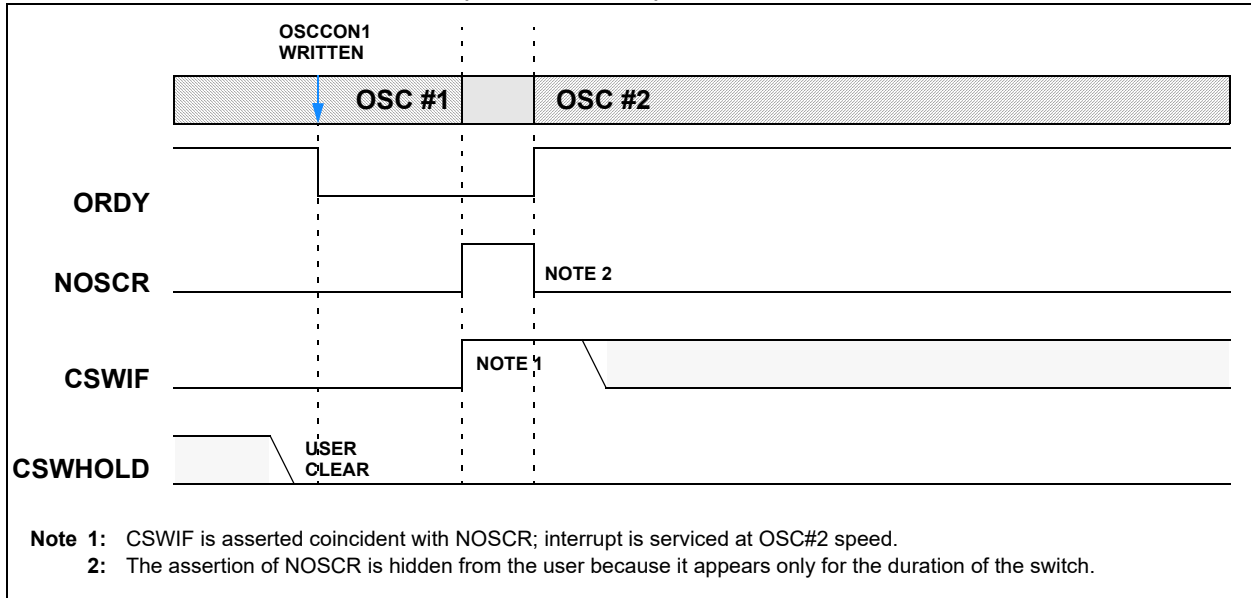 OSCCON1
WRITTEN
OSC #1
OSC #2
ORDY
NOSCR
NOTE 2
CSWIF
NOTE 1
CSWHOLD
USER
CLEAR
Note 1: CSWIF is asserted coincident with NOSCR; interrupt is serviced at OSC#2 speed.
2: The assertion of NOSCR is hidden from the user because it appears only for the duration of the switch.